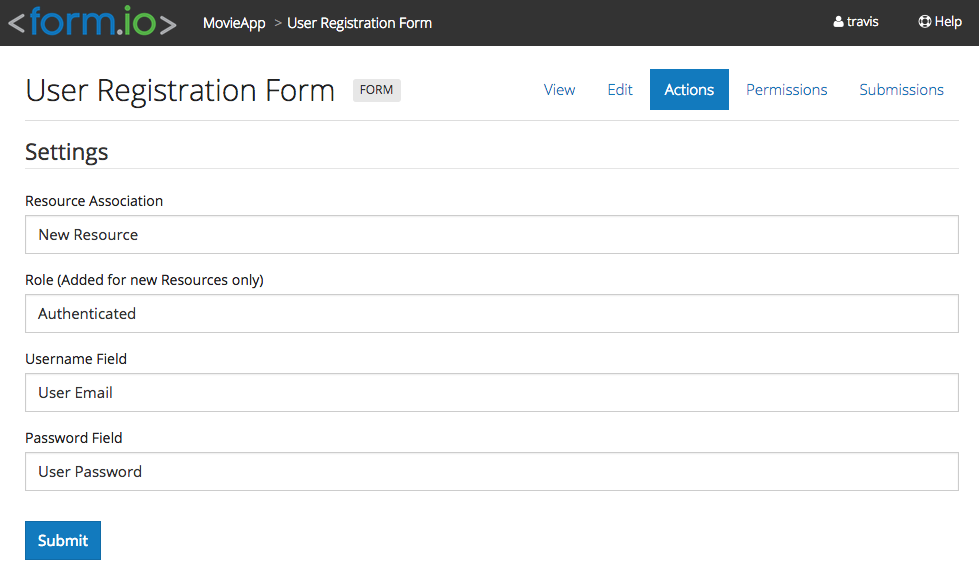 <form.io> MovieApp > User Registration Form travis Help
User Registration Form FORM View Edit Actions Permissions Submissions
Settings
Resource Association
New Resource
Role (Added for new Resources only)
Authenticated
Username Field
User Email
Password Field
User Password
Submit